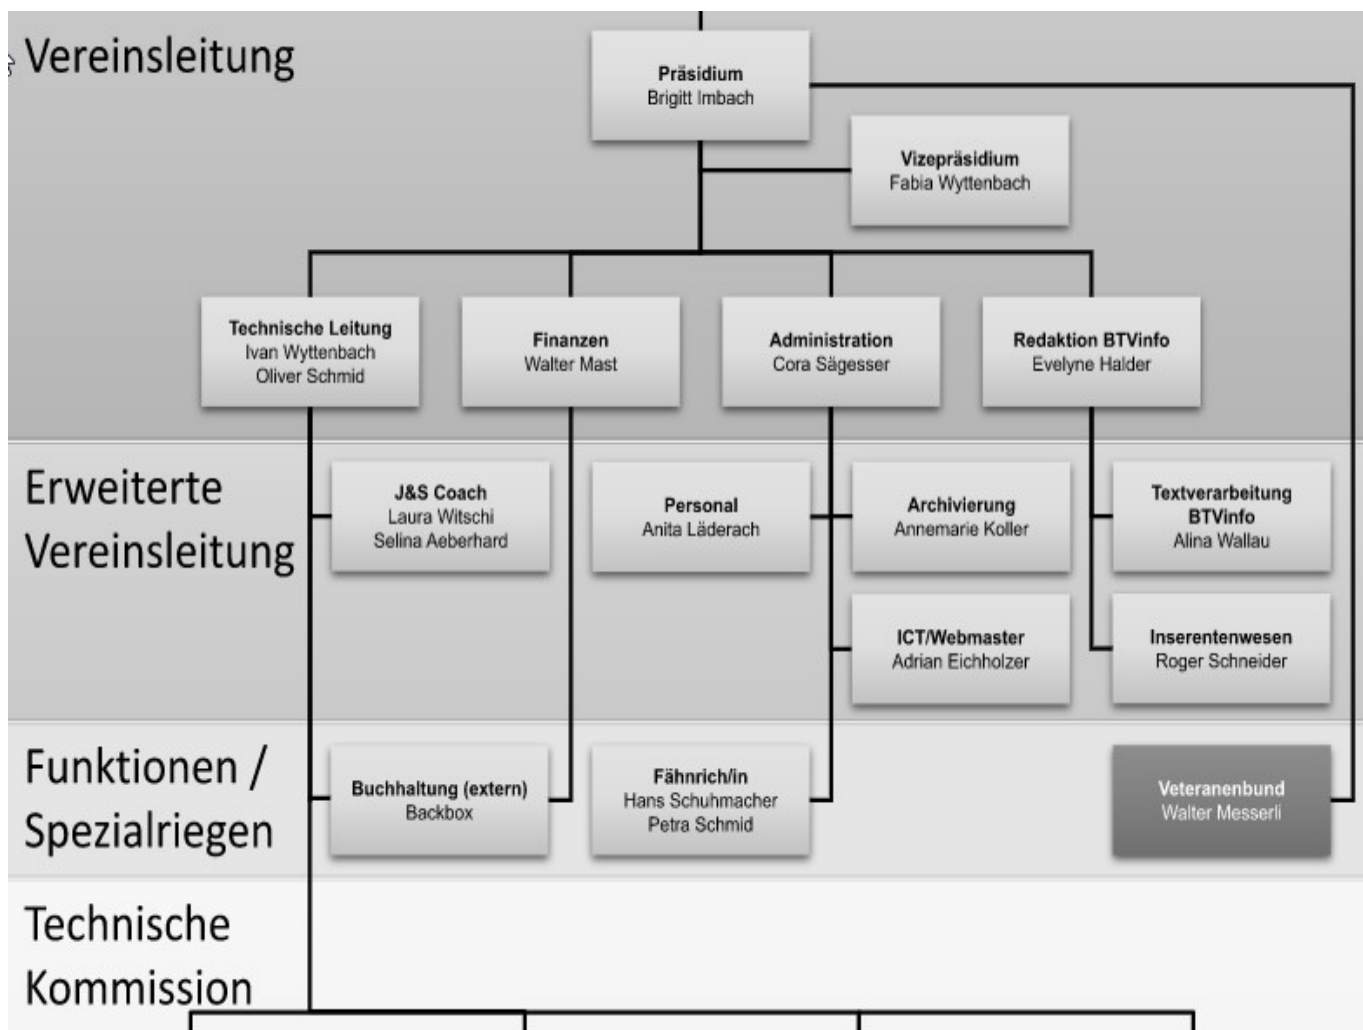 Vereinsleitung
Präsidium
Brigitt Imbach
Vizepräsidium
Fabia Wyttenbach
Technische Leitung
Ivan Wyttenbach
Oliver Schmid
Finanzen
Walter Mast
Administration
Cora Sägesser
Redaktion BTVinfo
Evelyne Halder
Erweiterte
Vereinsleitung
J&S Coach
Laura Witschi
Selina Aeberhard
Personal
Anita Läderach
Archivierung
Annemarie Koller
Textverarbeitung
BTVinfo
Alina Wallau
ICT/Webmaster
Adrian Eichholzer
Inserentenwesen
Roger Schneider
Funktionen /
Spezialriegen
Buchhaltung (extern)
Backbox
Fähnrich/in
Hans Schuhmacher
Petra Schmid
Veteranenbund
Walter Messerli
Technische
Kommission